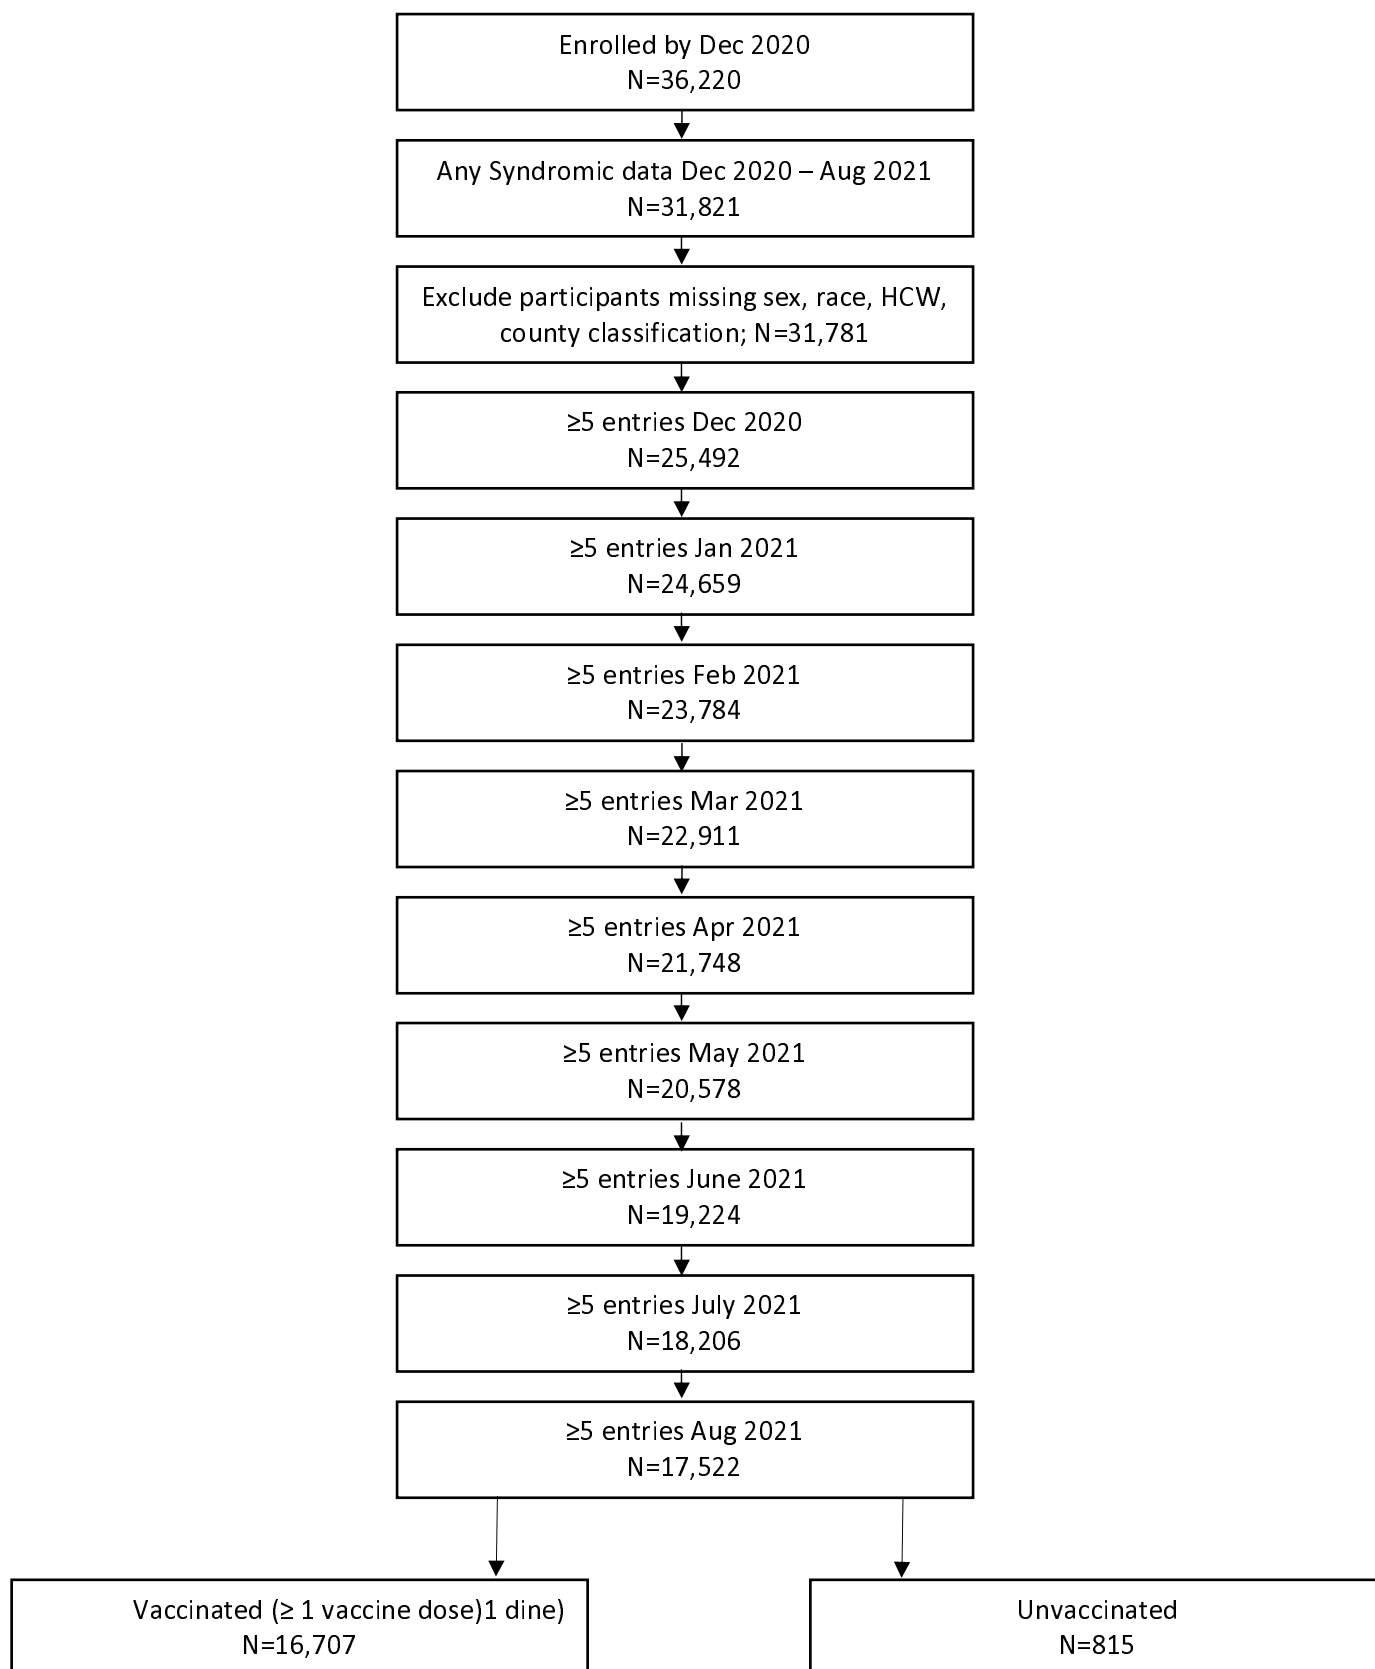 Enrolled by Dec 2020
N=36,220
Any Syndromic data Dec 2020 – Aug 2021
N=31,821
Exclude participants missing sex, race, HCW,
county classification; N=31,781
≥5 entries Dec 2020
N=25,492
≥5 entries Jan 2021
N=24,659
≥5 entries Feb 2021
N=23,784
≥5 entries Mar 2021
N=22,911
≥5 entries Apr 2021
N=21,748
≥5 entries May 2021
N=20,578
≥5 entries June 2021
N=19,224
≥5 entries July 2021
N=18,206
≥5 entries Aug 2021
N=17,522
Vaccinated (≥ 1 vaccine dose)1 dine)
N=16,707
Unvaccinated
N=815